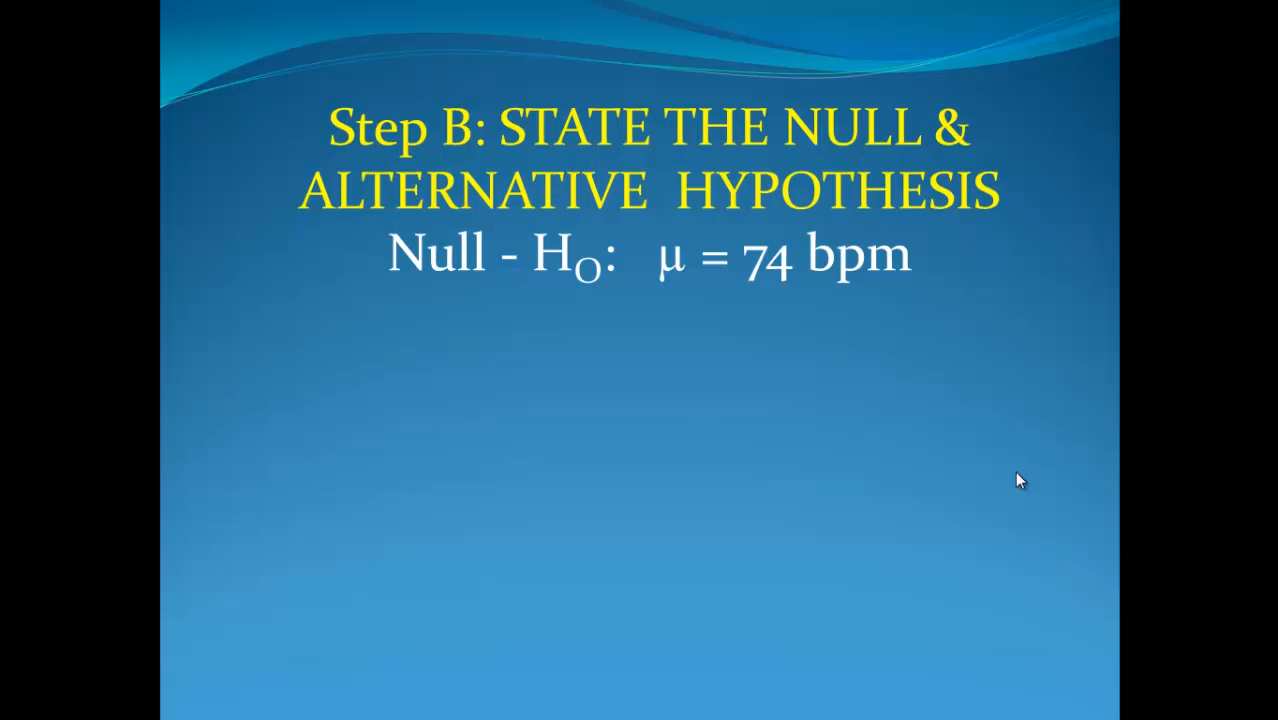 Step B: STATE THE NULL &
ALTERNATIVE HYPOTHESIS
Null - HO: μ = 74 bpm